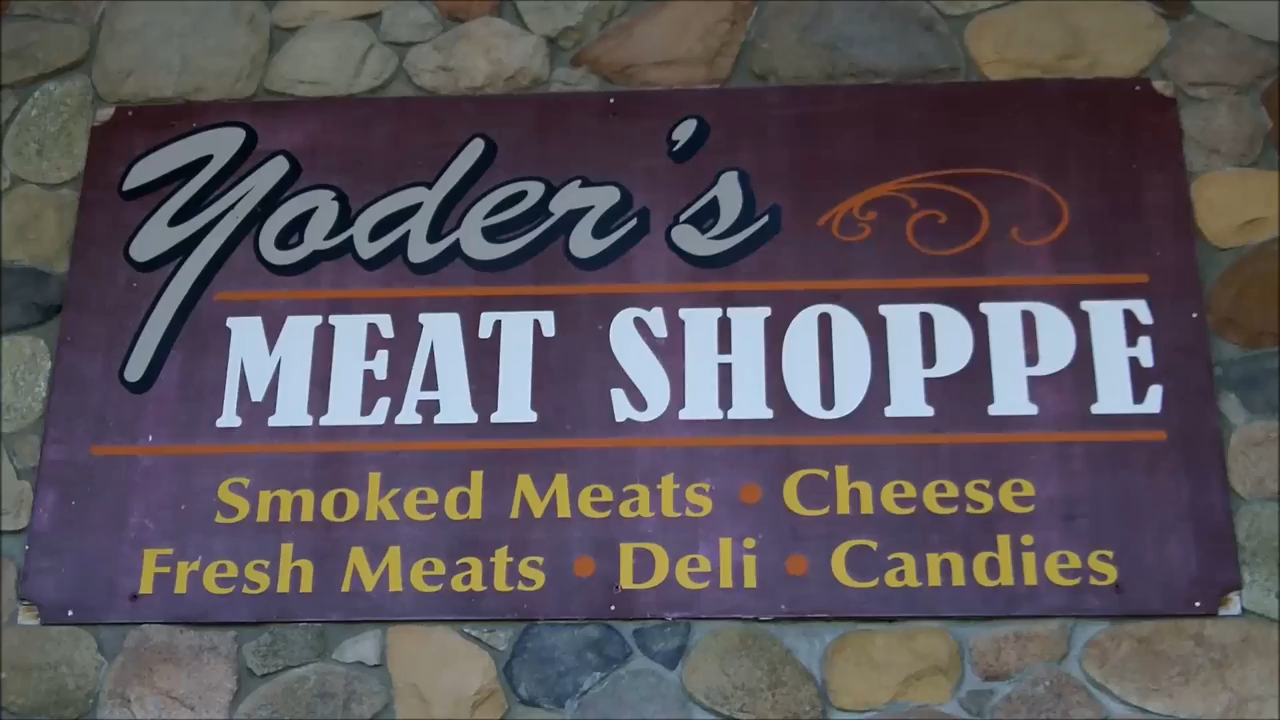 Yoder's
MEAT SHOPPE
Smoked Meats • Cheese
Fresh Meats • Deli • Candies